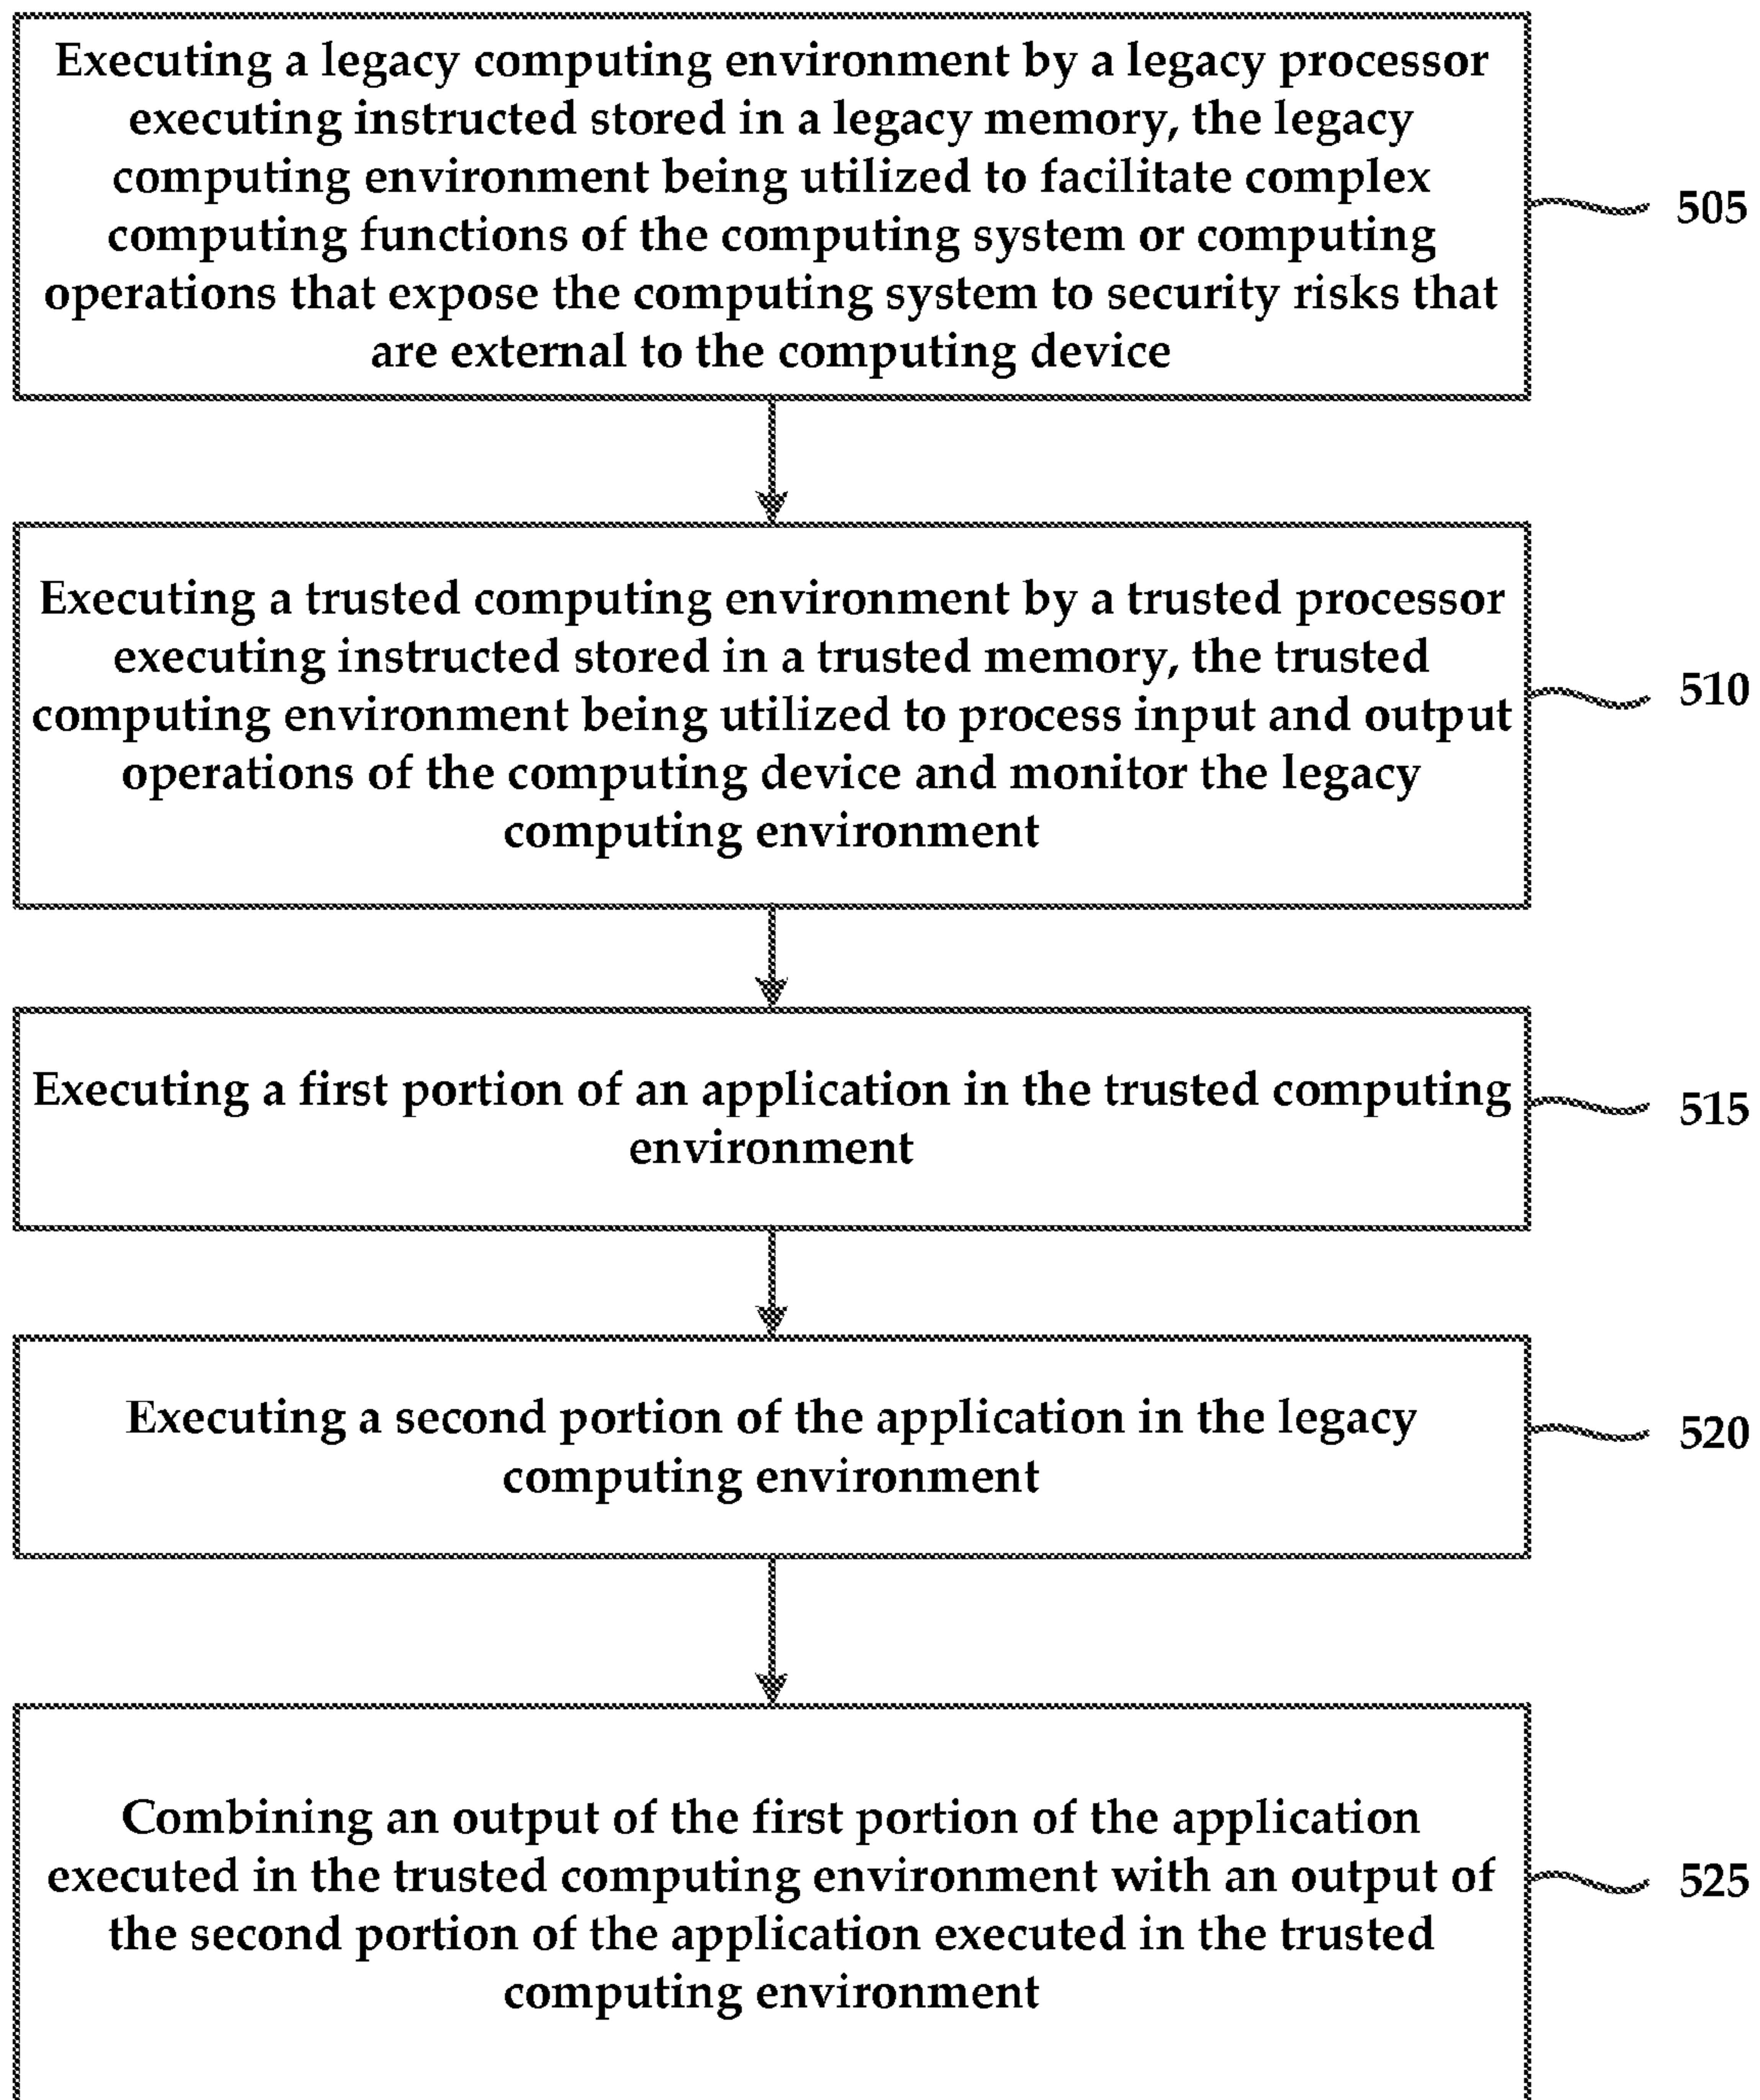 Executing a legacy computing environment by a legacy processor
executing instructed stored in a legacy memory, the legacy
computing environment being utilized to facilitate complex
computing functions of the computing system or computing
operations that expose the computing system to security risks that
are external to the computing device
505
Executing a trusted computing environment by a trusted processor
executing instructed stored in a trusted memory, the trusted
computing environment being utilized to process input and output
operations of the computing device and monitor the legacy
computing environment
510
Executing a first portion of an application in the trusted computing
environment
515
Executing a second portion of the application in the legacy
computing environment
520
Combining an output of the first portion of the application
executed in the trusted computing environment with an output of
the second portion of the application executed in the trusted
computing environment
525